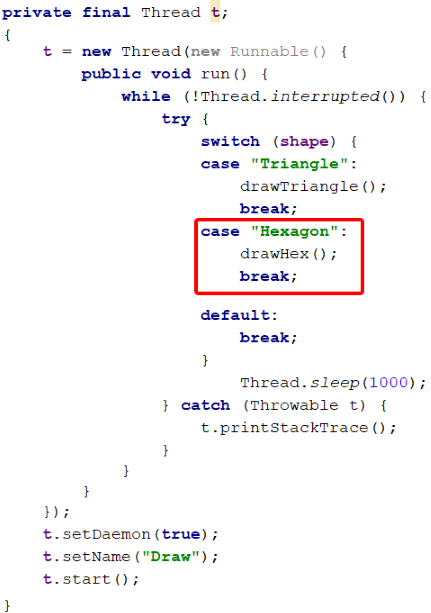 private final Thread t;
{
    t = new Thread(new Runnable() {
        public void run() {
            while (!Thread.interrupted()) {
                try {
                    switch (shape) {
                    case "Triangle":
                        drawTriangle();
                        break;
                    case "Hexagon":
                        drawHex();
                        break;
                    default:
                        break;
                    }
                        Thread.sleep(1000);
                } catch (Throwable t) {
                    t.printStackTrace();
                }
            }
        }
    });
    t.setDaemon(true);
    t.setName("Draw");
    t.start();
}